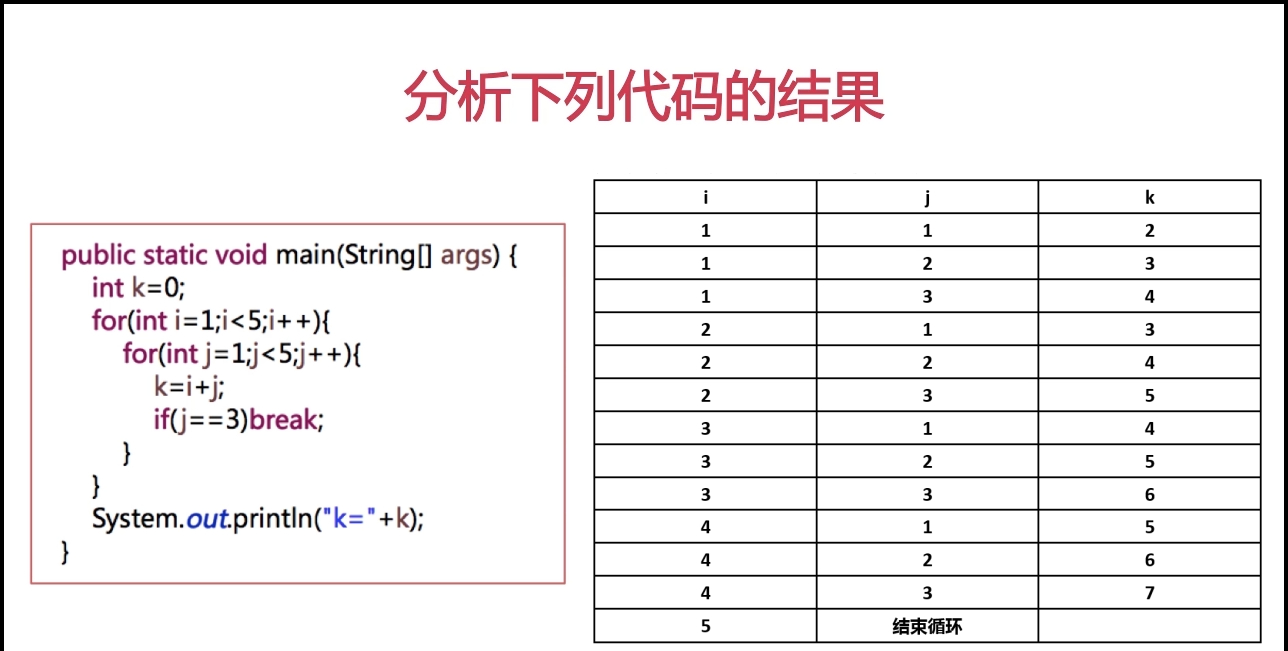 分析下列代码的结果
public static void main(String[] args) {
int k=0;
for(int i=1;i<5;i++){
for(int j=1;j<5;j++){
k=i+j;
if(j==3)break;
}
}
System.out.println("k="+k);
}
i j k
1 1 2
1 2 3
1 3 4
2 1 3
2 2 4
2 3 5
3 1 4
3 2 5
3 3 6
4 1 5
4 2 6
4 3 7
5 结束循环